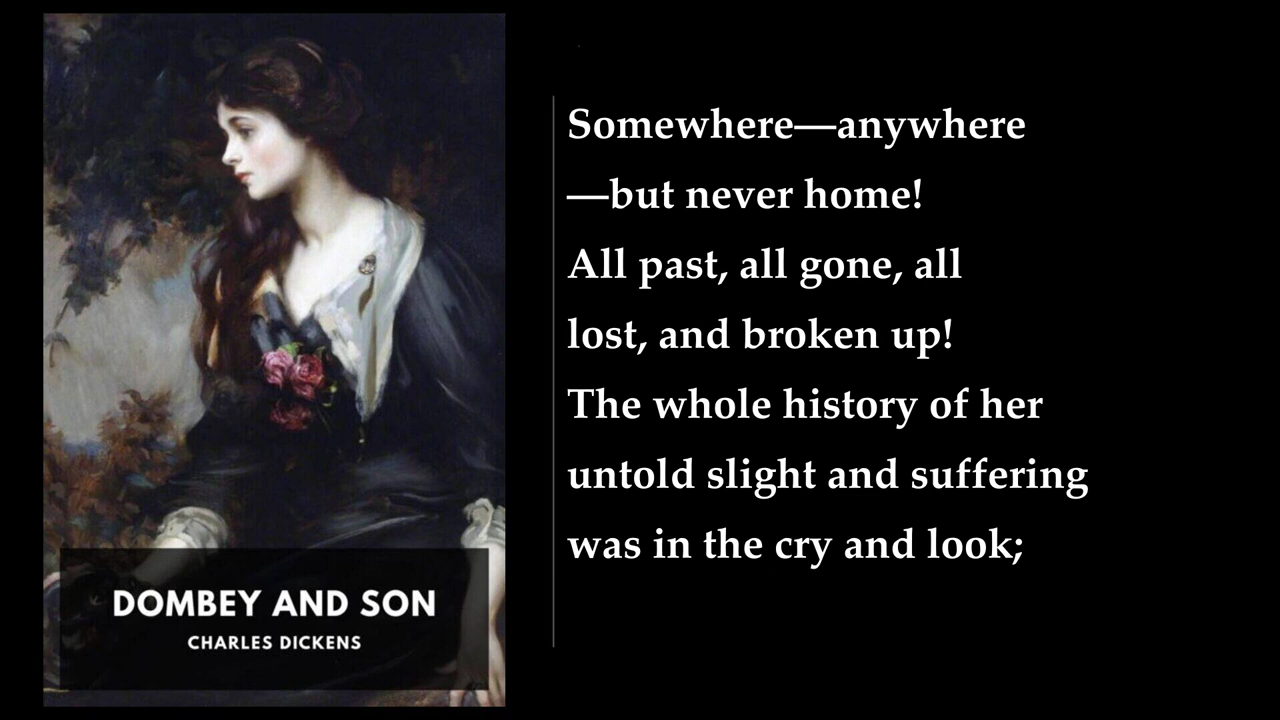 DOMBEY AND SON
CHARLES DICKENS
Somewhere—anywhere
—but never home!
All past, all gone, all
lost, and broken up!
The whole history of her
untold slight and suffering
was in the cry and look;